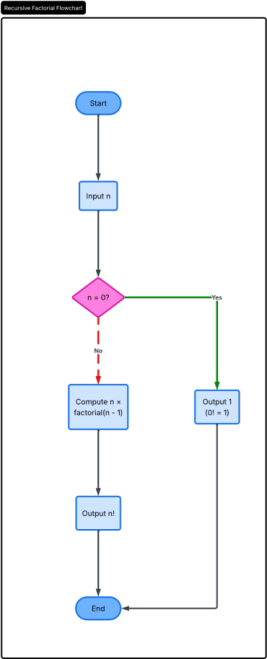 Recursive Factorial Flowchart
Start
Input n
n = 0?
Yes
No
Compute n ×
factorial(n - 1)
Output 1
(0! = 1)
Output n!
End